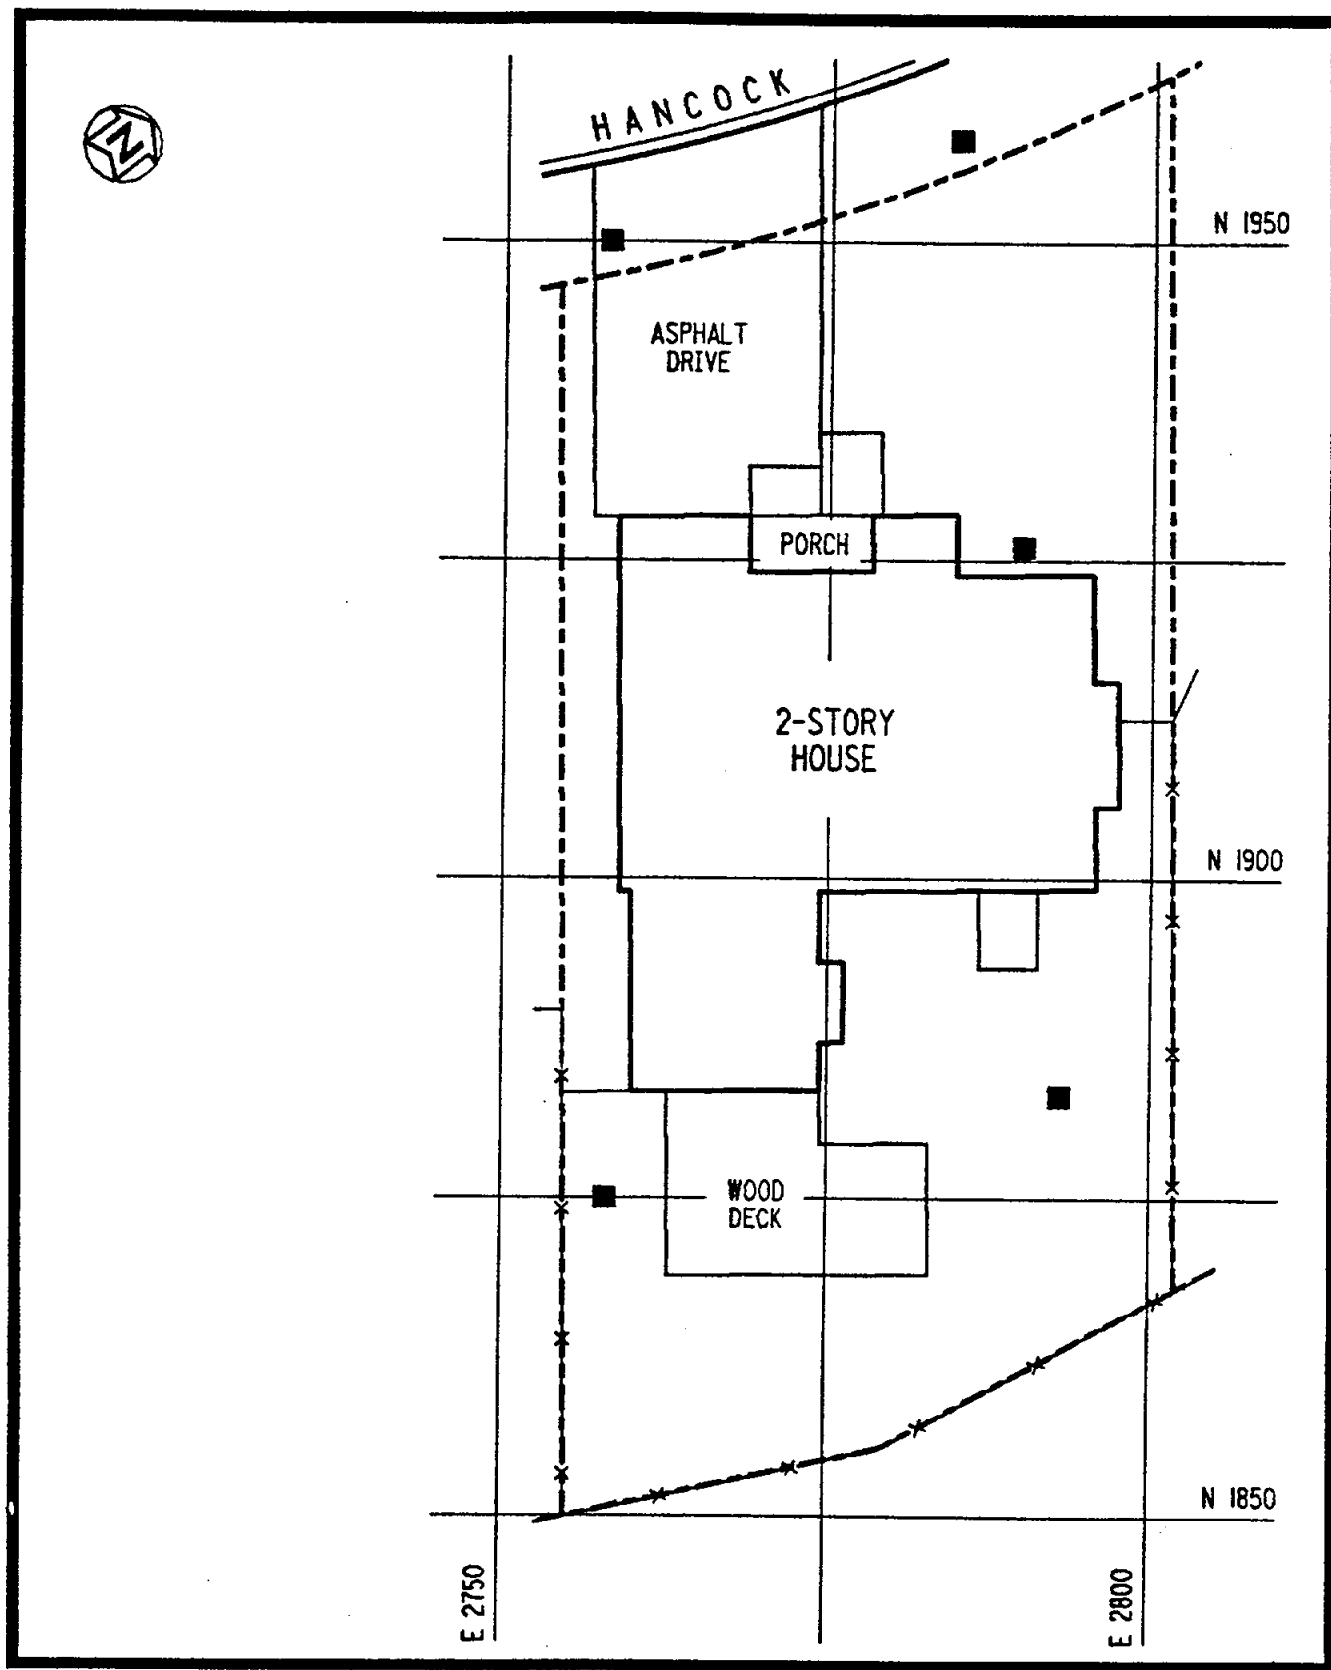 HANCOCK
N
N 1950
ASPHALT
DRIVE
PORCH
2-STORY
HOUSE
N 1900
WOOD
DECK
N 1850
E 2750
E 2800